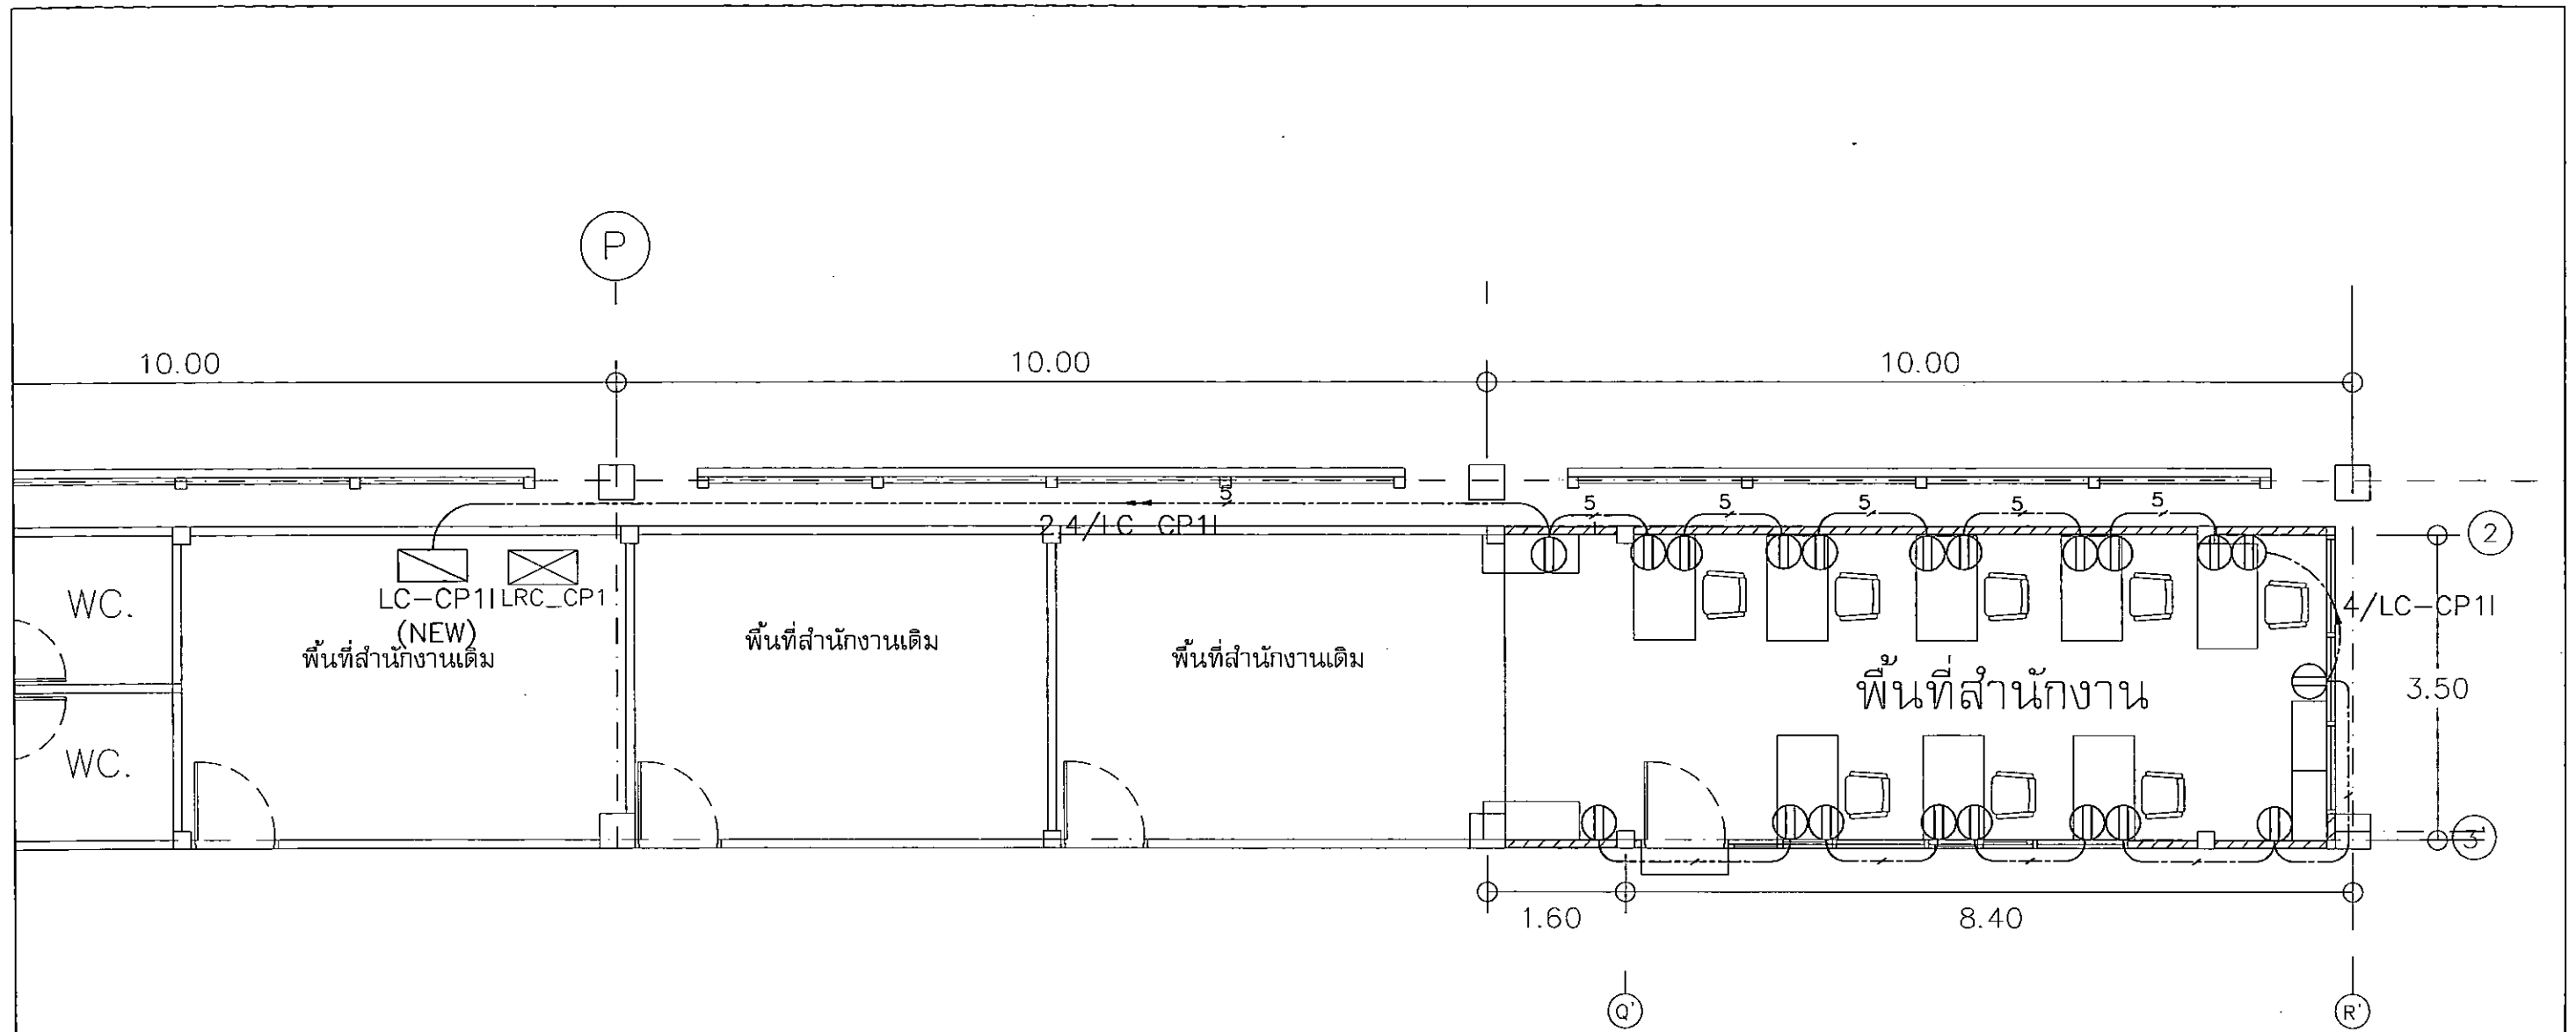 P
10.00
10.00
10.00
5
5
5
5
5
5
2,4/LC-CP1I
2
WC.
LC-CP1I
(NEW)
LRC_CP1
4/LC-CP1I
พื้นที่สำนักงานเดิม
พื้นที่สำนักงานเดิม
พื้นที่สำนักงานเดิม
พื้นที่สำนักงาน
3.50
WC.
3'
1.60
8.40
Q'
R'